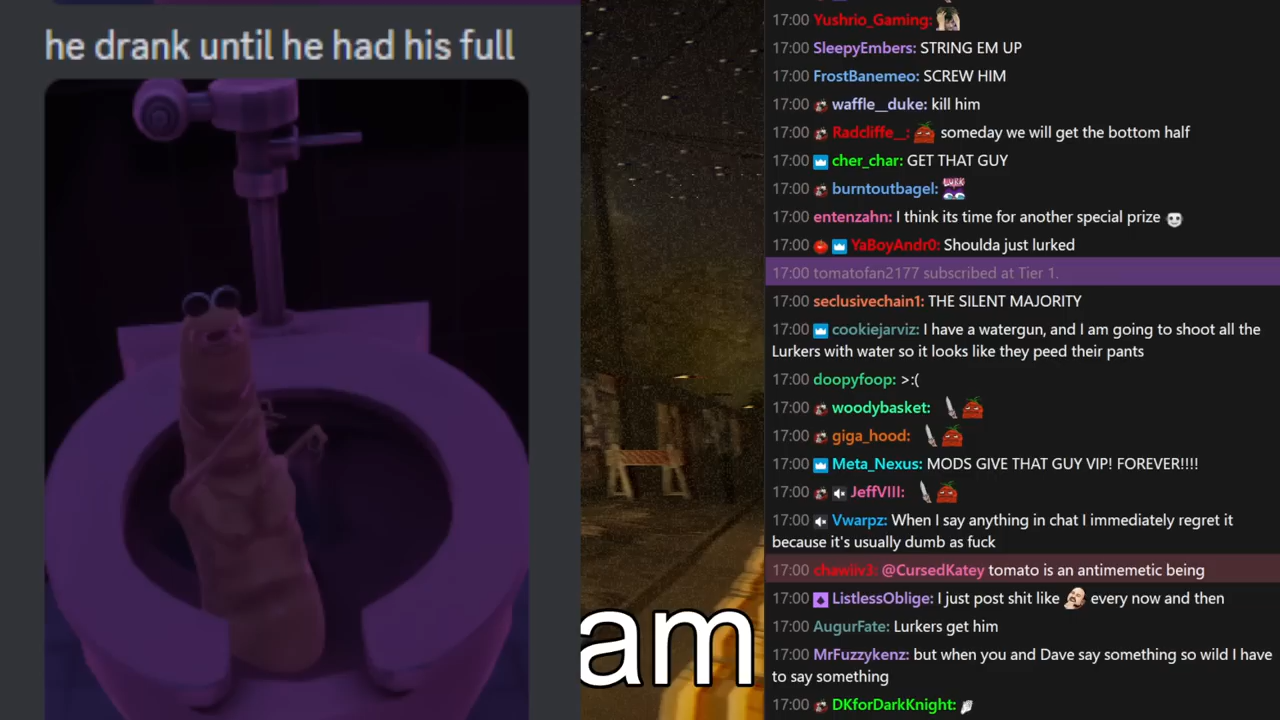 he drank until he had his full
am
17:00 Yushrio_Gaming:
17:00 SleepyEmbers: STRING EM UP
17:00 FrostBanemeo: SCREW HIM
17:00 waffle__duke: kill him
17:00 Radcliffe__: someday we will get the bottom half
17:00 cher_char: GET THAT GUY
17:00 burntoutbagel:
17:00 entenzahn: I think its time for another special prize
17:00 YaBoyAndr0: Shoulda just lurked
17:00 tomatofan2177 subscribed at Tier 1.
17:00 seclusivechain1: THE SILENT MAJORITY
17:00 cookiejarviz: I have a watergun, and I am going to shoot all the
Lurkers with water so it looks like they peed their pants
17:00 doopyfoop: >:(
17:00 woodybasket:
17:00 giga_hood:
17:00 Meta_Nexus: MODS GIVE THAT GUY VIP! FOREVER!!!!
17:00 JeffVIII:
17:00 Vwarpz: When I say anything in chat I immediately regret it
because it's usually dumb as fuck
17:00 chawiiv3: @CursedKatey tomato is an antimemetic being
17:00 ListlessOblige: I just post shit like every now and then
17:00 AugurFate: Lurkers get him
17:00 MrFuzzykenz: but when you and Dave say something so wild I have
to say something
17:00 DKforDarkKnight: